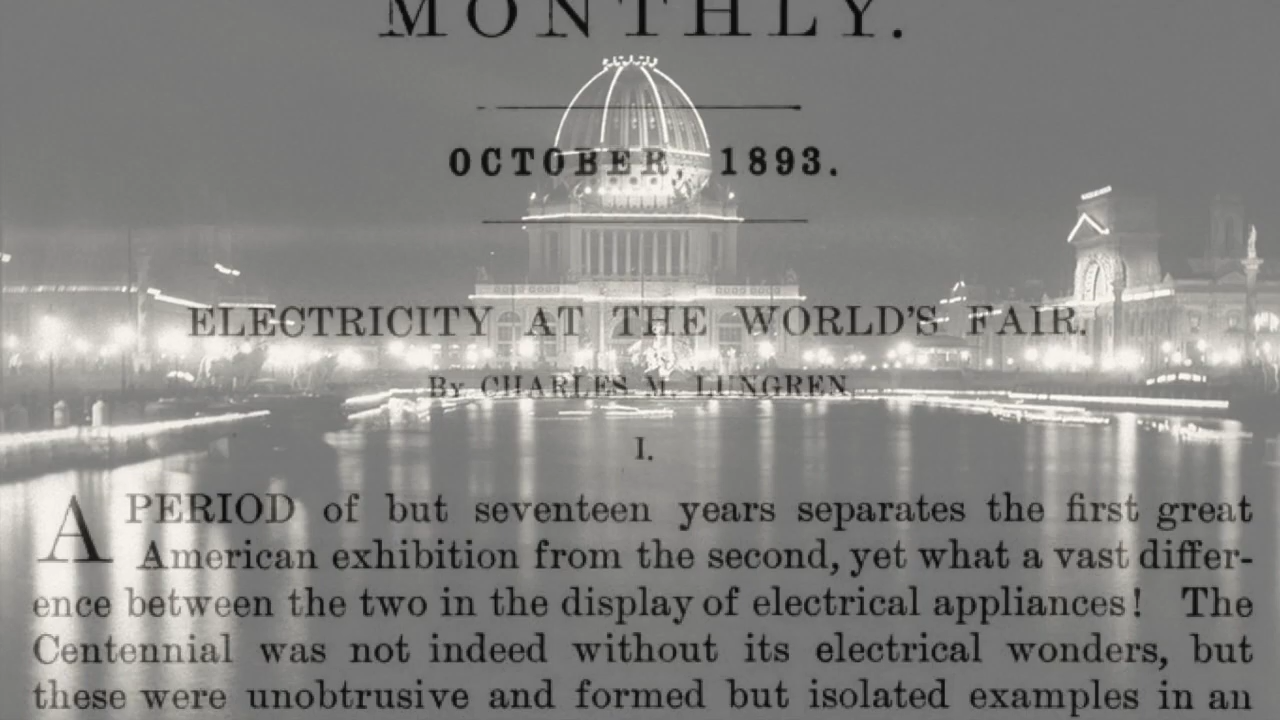 MONTHLY.
OCTOBER, 1893.
ELECTRICITY AT THE WORLD'S FAIR.
By CHARLES M. LUNGREN.
I.
A PERIOD of but seventeen years separates the first great
American exhibition from the second, yet what a vast differ-
ence between the two in the display of electrical appliances! The
Centennial was not indeed without its electrical wonders, but
these were unobtrusive and formed but isolated examples in an